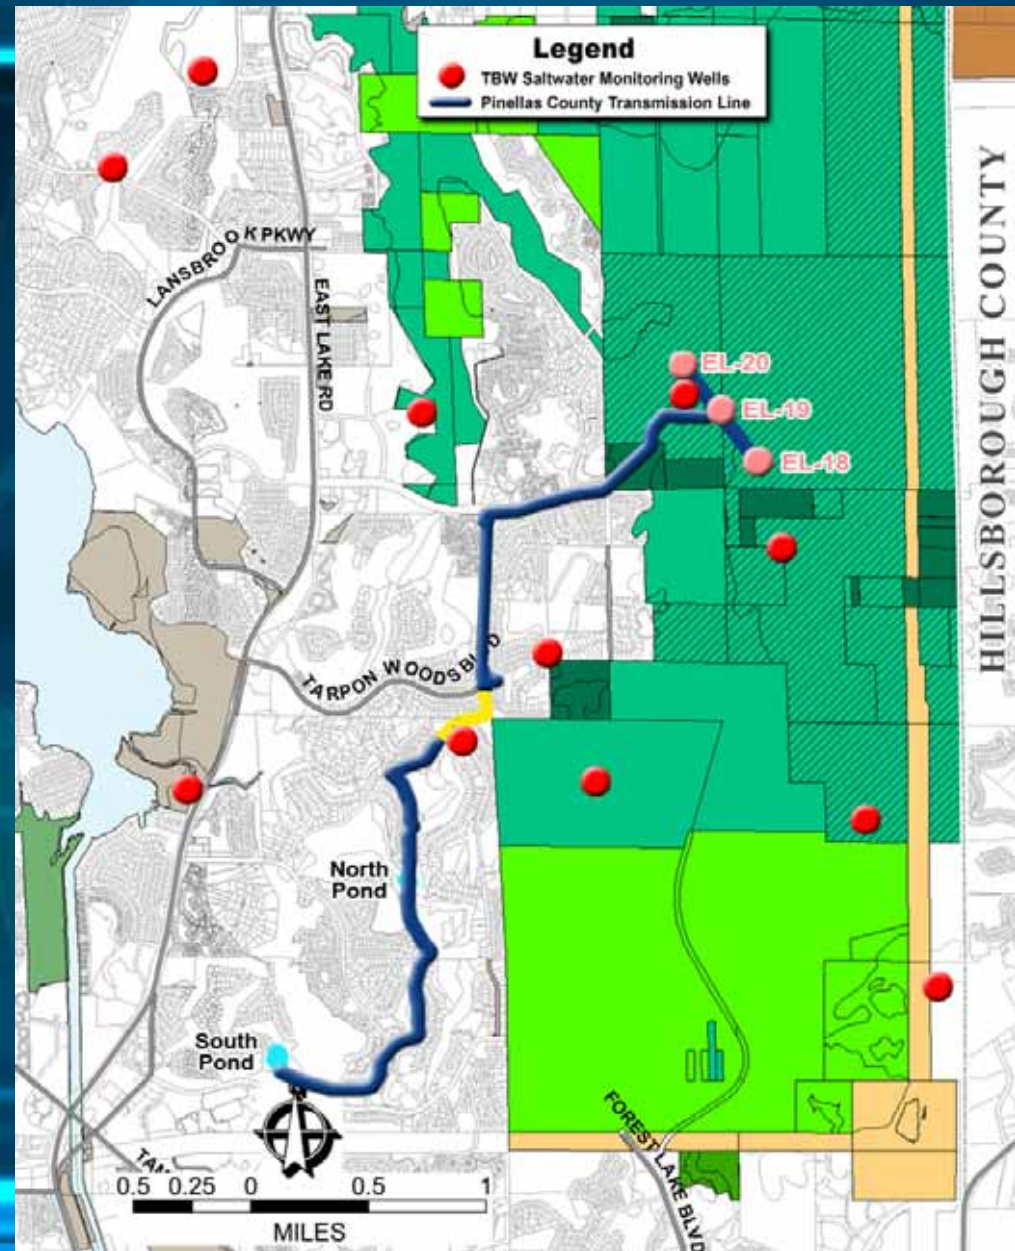 Legend
TBW Saltwater Monitoring Wells
Pinellas County Transmission Line
LANSBROOK PKWY
EAST LAKE RD
HILLSBOROUGH COUNTY
EL-20
EL-19
EL-18
TARPON WOODS BLVD
North
Pond
South
Pond
FOREST LAKE BLVD
TAM
0.5 0.25 0 0.5 1
MILES